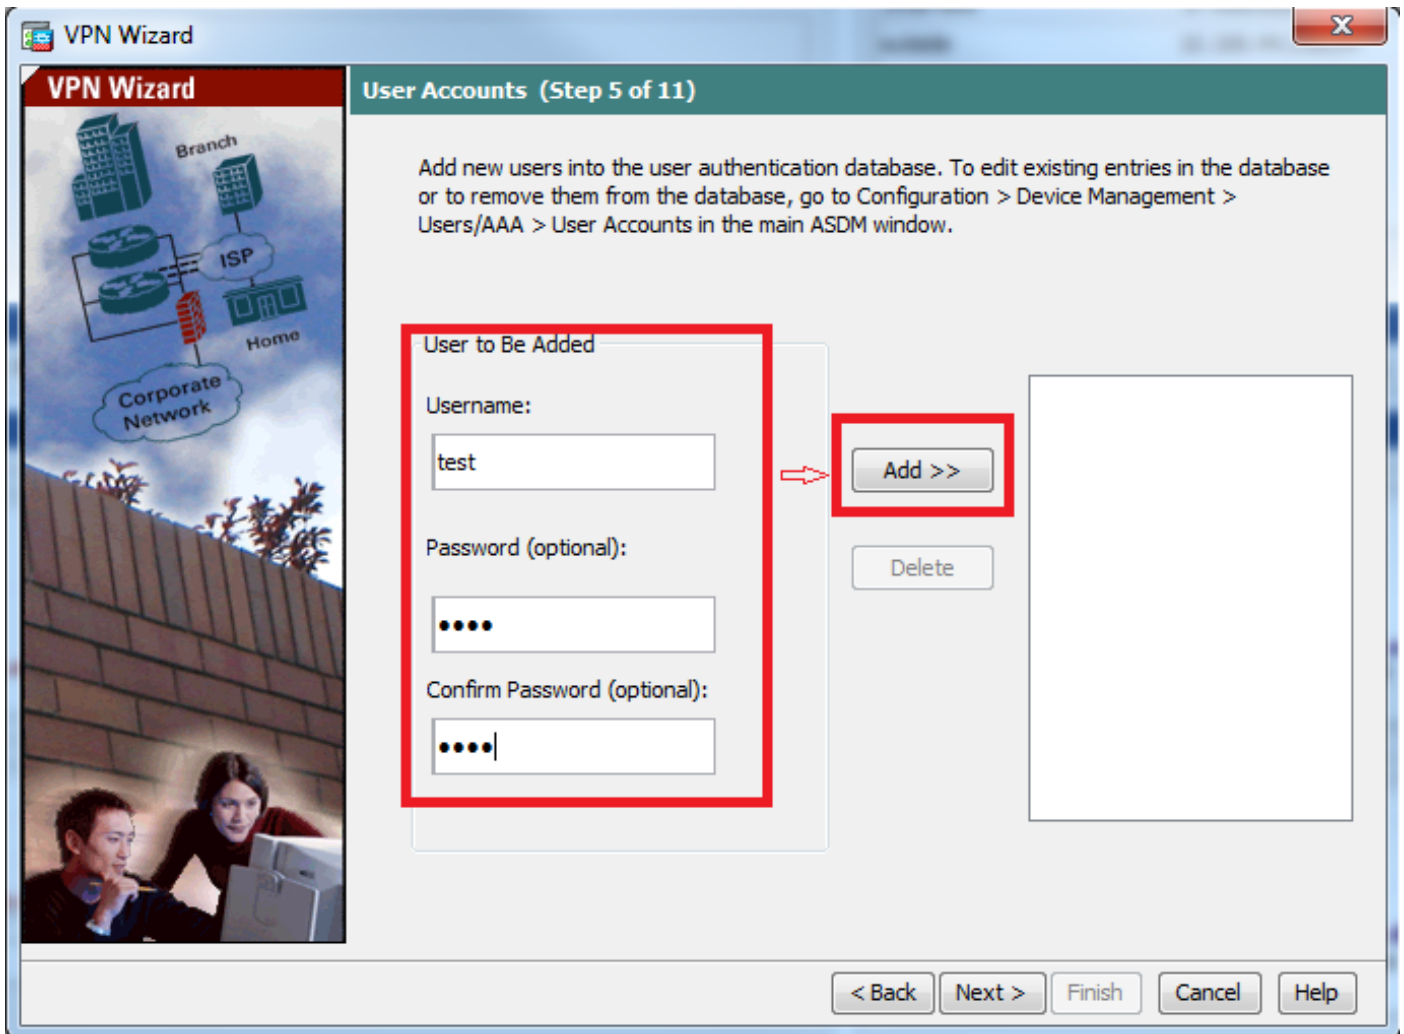 VPN Wizard
X
VPN Wizard
User Accounts (Step 5 of 11)
Branch
ISP
Home
Corporate
Network
Add new users into the user authentication database. To edit existing entries in the database
or to remove them from the database, go to Configuration > Device Management >
Users/AAA > User Accounts in the main ASDM window.
User to Be Added
Username:
test
Add >>
Password (optional):
Delete
••••
Confirm Password (optional):
••••
< Back
Next >
Finish
Cancel
Help